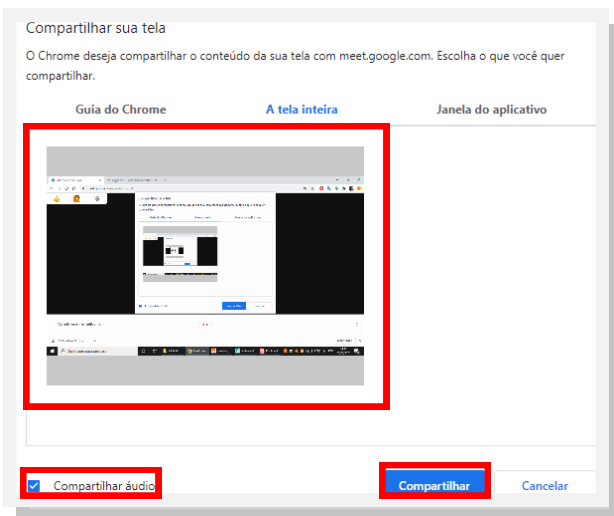 Compartilhar sua tela
O Chrome deseja compartilhar o conteúdo da sua tela com meet.google.com. Escolha o que você quer
compartilhar.
Guia do Chrome A tela inteira Janela do aplicativo
Compartilhar áudio Compartilhar Cancelar